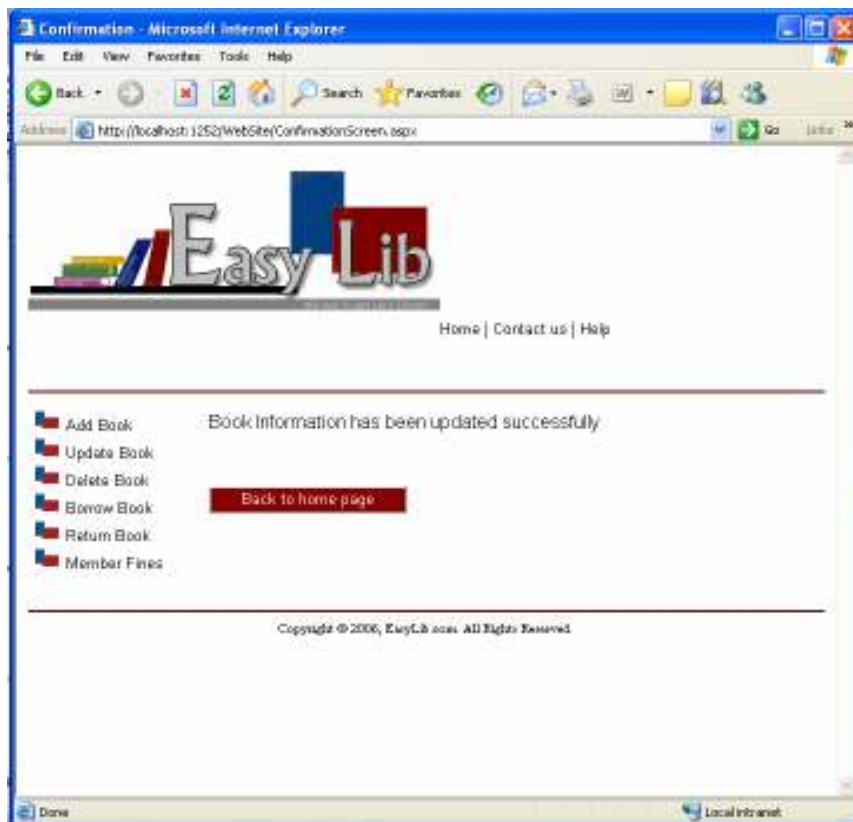 Confirmation - Microsoft Internet Explorer
File Edit View Favorites Tools Help
Back Search Favorites
Address http://localhost:1252/WebSite/ConfirmationScreen.aspx Go Links
Easy Lib
Home | Contact us | Help
Add Book
Update Book
Delete Book
Borrow Book
Return Book
Member Fines
Book Information has been updated successfully
Back to home page
Copyright © 2006, EasyLib.com. All Rights Reserved.
Done Local intranet